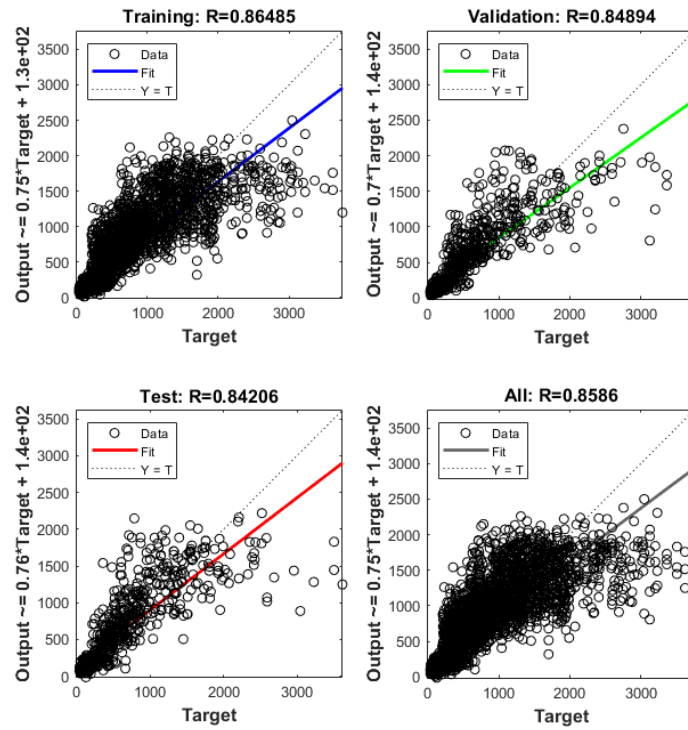 Training: R=0.86485
Output ~= 0.75*Target + 1.3e+02
3500
3000
2500
2000
1500
1000
500
0
Data
Fit
Y = T
0 1000 2000 3000
Target
Validation: R=0.84894
Output ~= 0.7*Target + 1.4e+02
3500
3000
2500
2000
1500
1000
500
0
Data
Fit
Y = T
0 1000 2000 3000
Target
Test: R=0.84206
Output ~= 0.76*Target + 1.4e+02
3500
3000
2500
2000
1500
1000
500
0
Data
Fit
Y = T
0 1000 2000 3000
Target
All: R=0.8586
Output ~= 0.75*Target + 1.4e+02
3500
3000
2500
2000
1500
1000
500
0
Data
Fit
Y = T
0 1000 2000 3000
Target